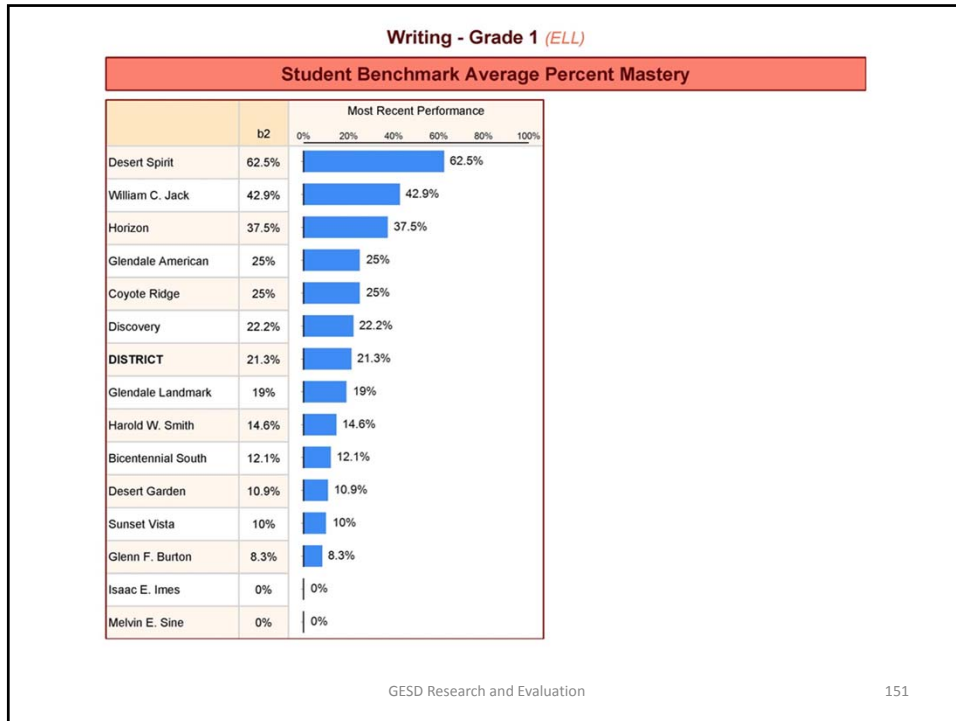 Writing - Grade 1 (ELL)
Student Benchmark Average Percent Mastery
Most Recent Performance
b2 0% 20% 40% 60% 80% 100%
Desert Spirit 62.5% 62.5%
William C. Jack 42.9% 42.9%
Horizon 37.5% 37.5%
Glendale American 25% 25%
Coyote Ridge 25% 25%
Discovery 22.2% 22.2%
DISTRICT 21.3% 21.3%
Glendale Landmark 19% 19%
Harold W. Smith 14.6% 14.6%
Bicentennial South 12.1% 12.1%
Desert Garden 10.9% 10.9%
Sunset Vista 10% 10%
Glenn F. Burton 8.3% 8.3%
Isaac E. Imes 0% 0%
Melvin E. Sine 0% 0%
GESD Research and Evaluation 151